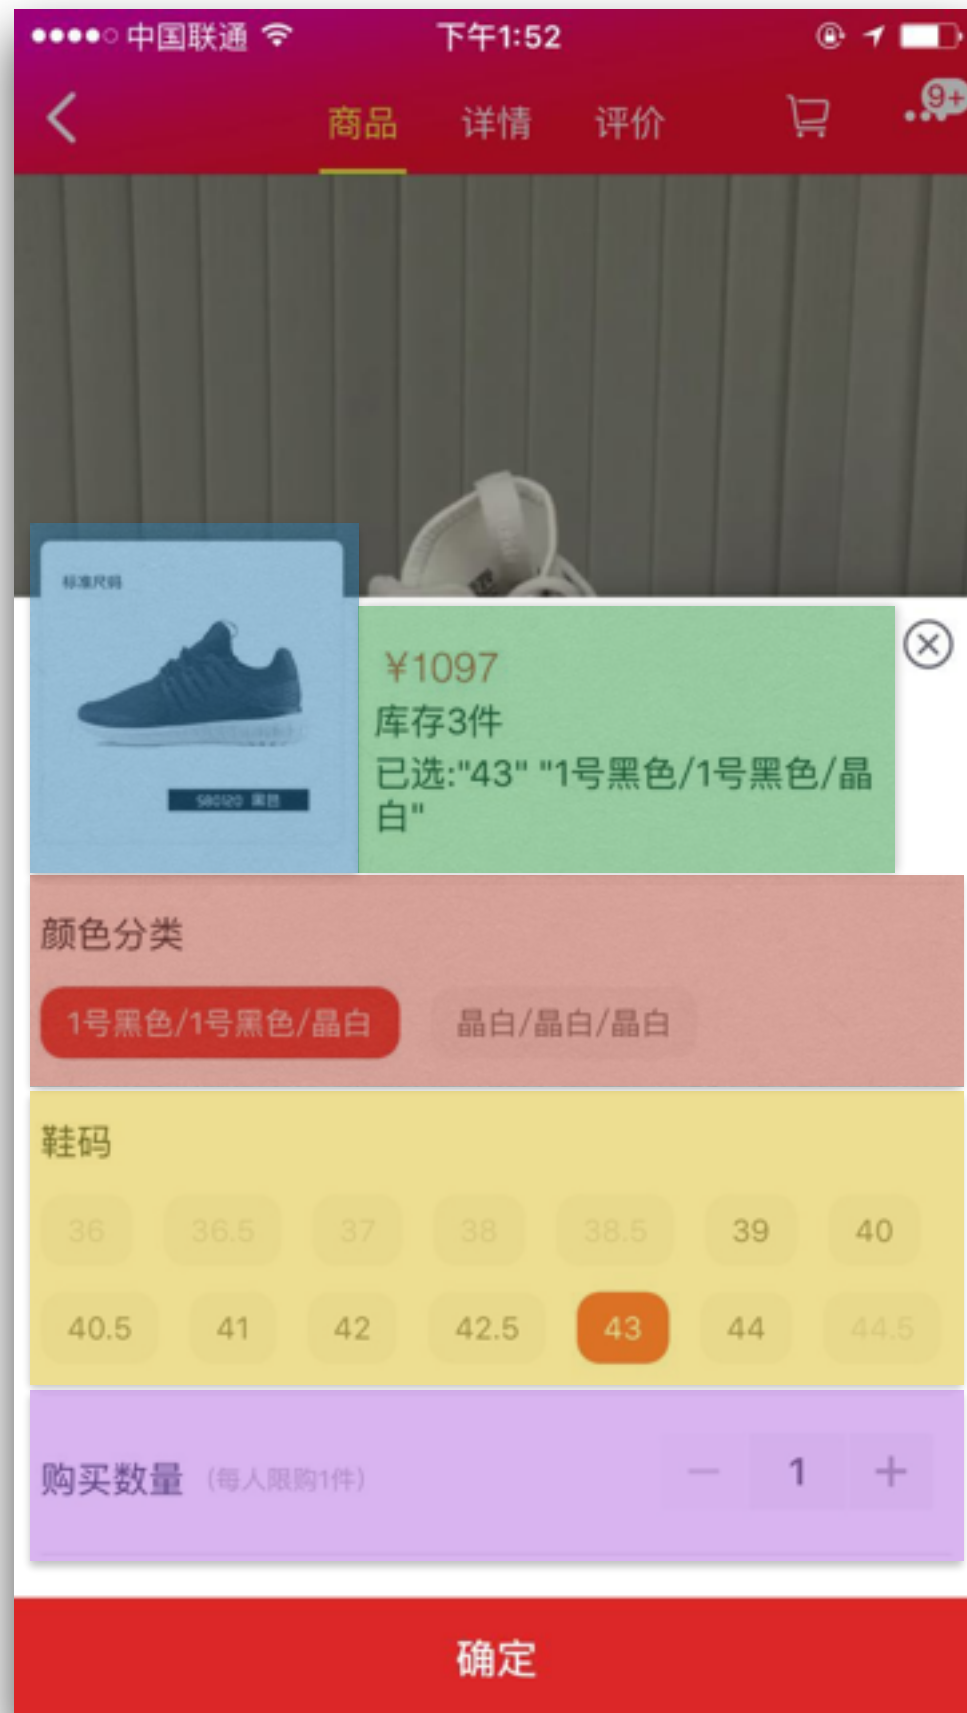 中国联通 下午1:52
商品 详情 评价 9+
标准尺码
S80120 黑色
¥1097
库存3件
已选:"43" "1号黑色/1号黑色/晶
白"
颜色分类
1号黑色/1号黑色/晶白 晶白/晶白/晶白
鞋码
36 36.5 37 38 38.5 39 40
40.5 41 42 42.5 43 44 44.5
购买数量 (每人限购1件) − 1 +
确定